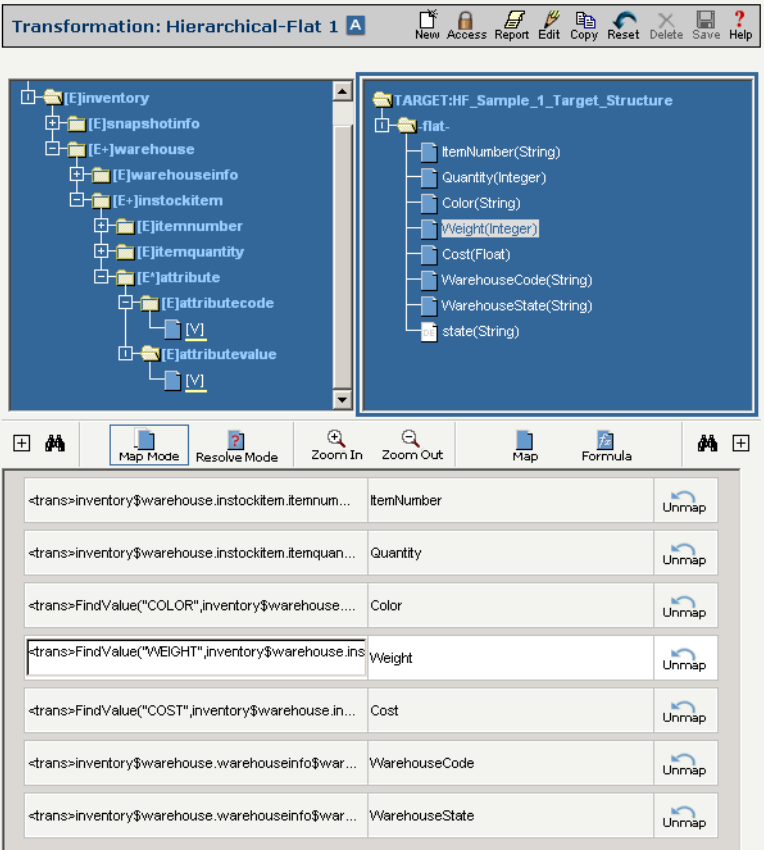 Transformation: Hierarchical-Flat 1 A
New Access Report Edit Copy Reset Delete Save Help
[E]inventory
[E]snapshotinfo
[E+]warehouse
[E]warehouseinfo
[E+]instockitem
[E]itemnumber
[E]itemquantity
[E*]attribute
[E]attributecode
[V]
[E]attributevalue
[V]
TARGET:HF_Sample_1_Target_Structure
-flat-
ItemNumber(String)
Quantity(Integer)
Color(String)
Weight(Integer)
Cost(Float)
WarehouseCode(String)
WarehouseState(String)
DE state(String)
Map Mode Resolve Mode Zoom In Zoom Out Map Formula
<trans>inventory$warehouse.instockitem.itemnum... ItemNumber Unmap
<trans>inventory$warehouse.instockitem.itemquan... Quantity Unmap
<trans>FindValue("COLOR",inventory$warehouse.... Color Unmap
<trans>FindValue("WEIGHT",inventory$warehouse.ins Weight Unmap
<trans>FindValue("COST",inventory$warehouse.in... Cost Unmap
<trans>inventory$warehouse.warehouseinfo$war... WarehouseCode Unmap
<trans>inventory$warehouse.warehouseinfo$war... WarehouseState Unmap